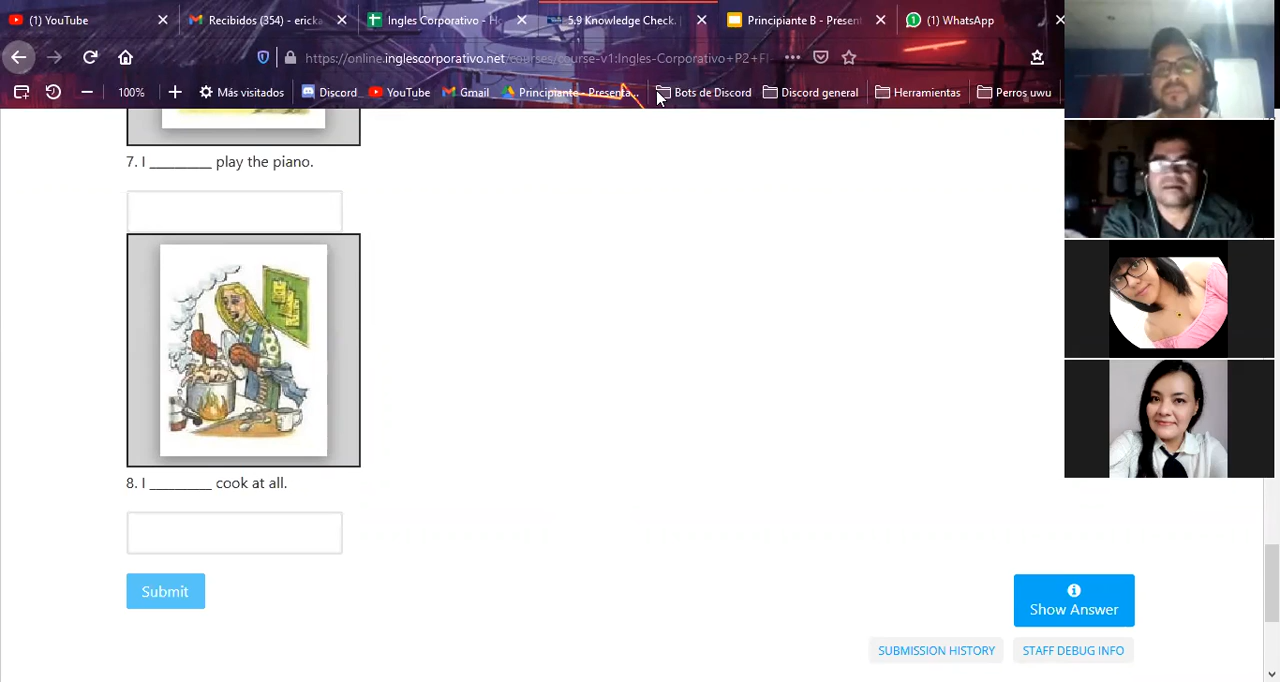 (1) YouTube
Recibidos (354) - ericka
Ingles Corporativo - Ho
5.9 Knowledge Check. |
Principiante B - Present
(1) WhatsApp
https://online.inglescorporativo.net/courses/course-v1:Ingles-Corporativo+P2+Fl
100%
Más visitados
Discord
YouTube
Gmail
Principiante - Presenta...
Bots de Discord
Discord general
Herramientas
Perros uwu
7. I ________ play the piano.
8. I ________ cook at all.
Submit
Show Answer
SUBMISSION HISTORY
STAFF DEBUG INFO